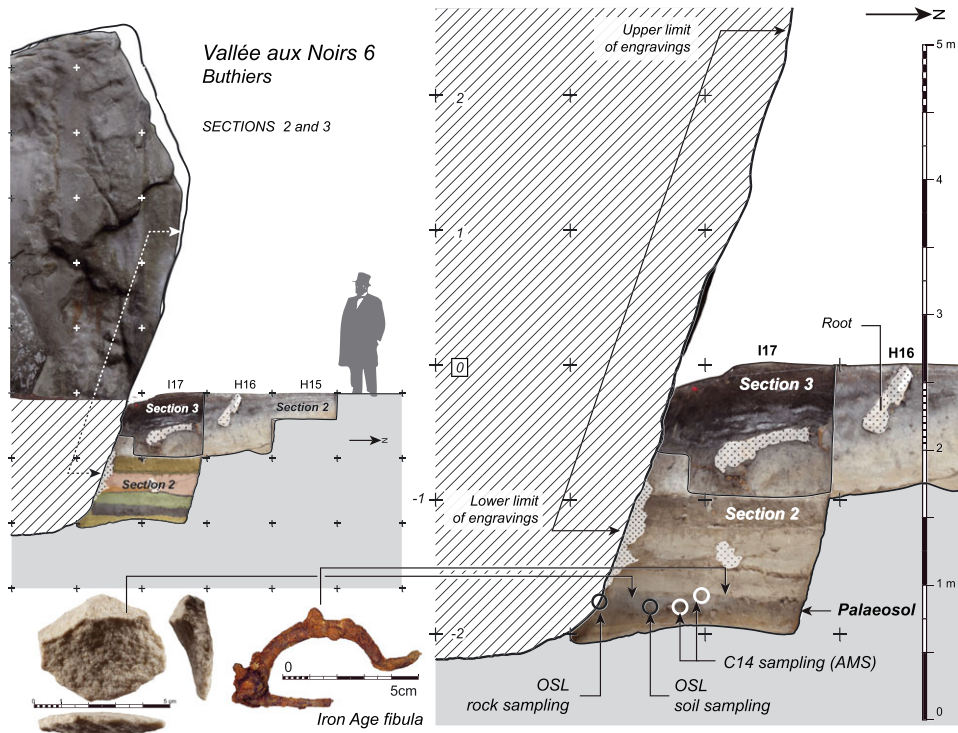 Vallée aux Noirs 6
Buthiers
SECTIONS 2 and 3
I17
H16
H15
Section 3
Section 2
Section 2
N
5 cm
0
5cm
Iron Age fibula
Upper limit
of engravings
N
5 m
2
4
1
3
Root
I17
H16
0
Section 3
2
-1
Lower limit
of engravings
Section 2
1 m
Palaeosol
-2
C14 sampling (AMS)
OSL
rock sampling
OSL
soil sampling
0